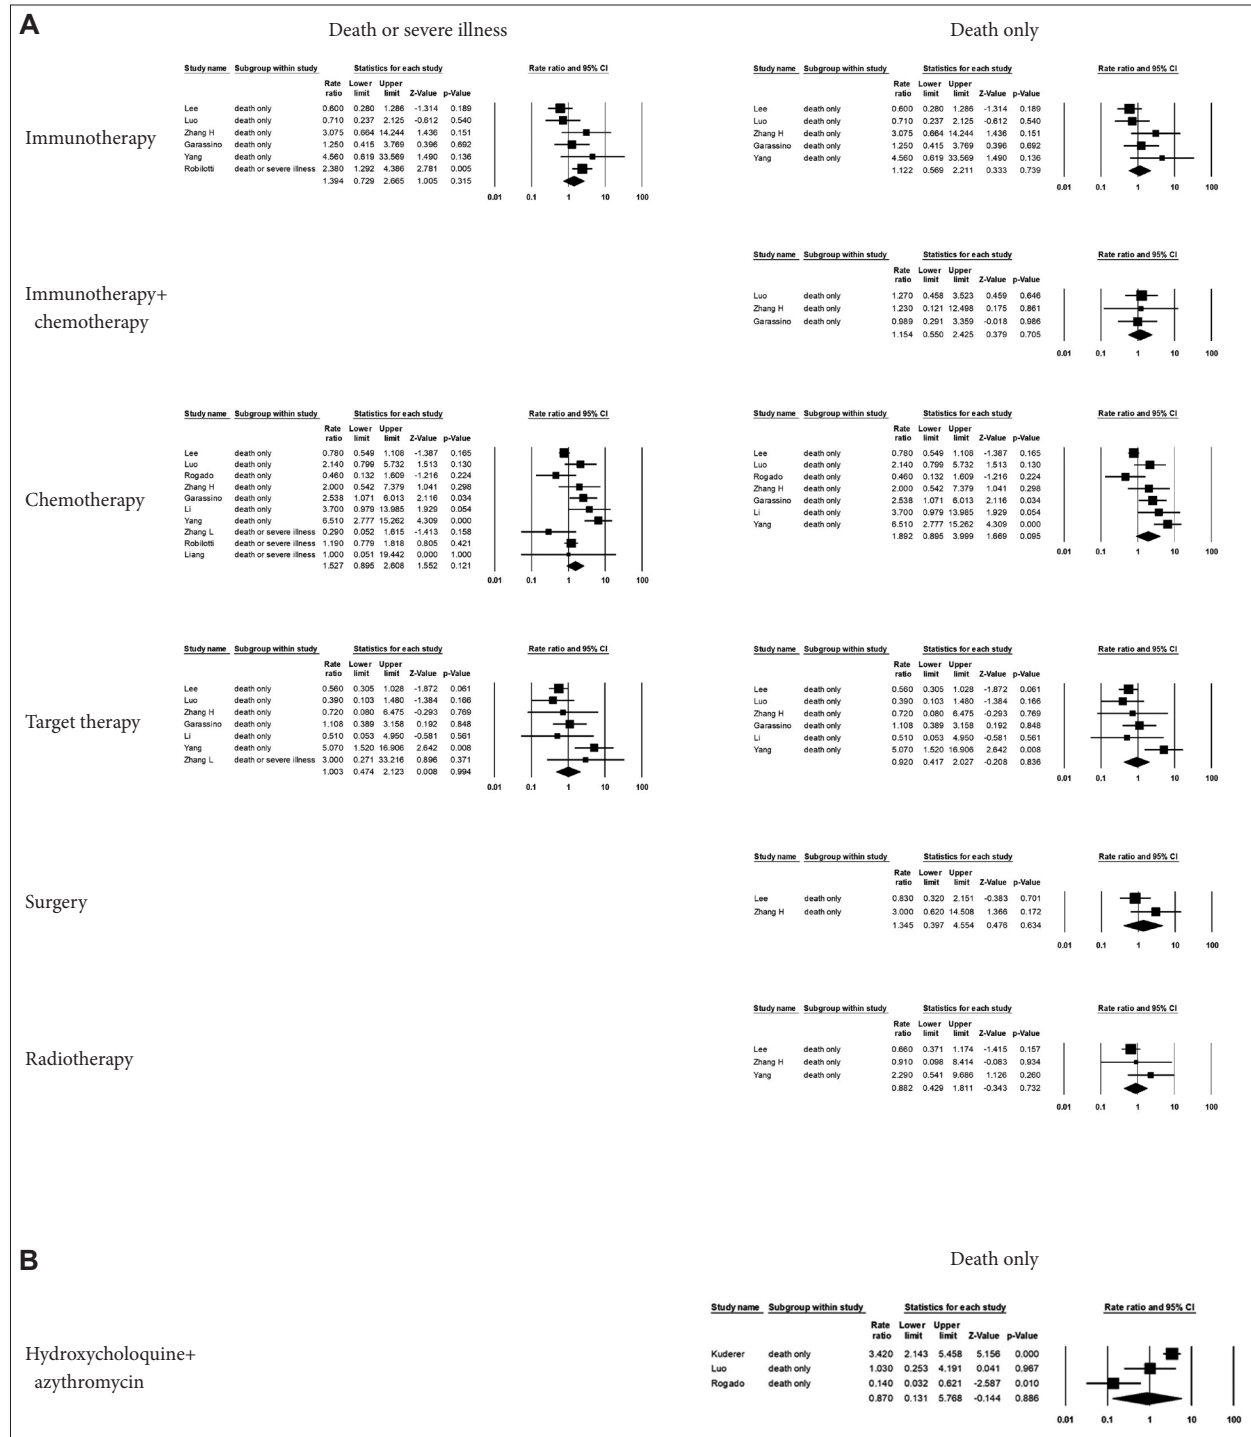 A
Death or severe illness
Death only
Immunotherapy
Study name Subgroup within study Statistics for each study Rate ratio and 95% CI
Rate Lower Upper
ratio limit limit Z-Value p-Value
Lee death only 0.600 0.280 1.286 -1.314 0.189
Luo death only 0.710 0.237 2.125 -0.612 0.540
Zhang H death only 3.075 0.664 14.244 1.436 0.151
Garassino death only 1.250 0.415 3.769 0.396 0.692
Yang death only 4.560 0.619 33.569 1.490 0.136
Robilotti death or severe illness 2.380 1.292 4.386 2.781 0.005
1.394 0.729 2.665 1.005 0.315
0.01 0.1 1 10 100
Study name Subgroup within study Statistics for each study Rate ratio and 95% CI
Rate Lower Upper
ratio limit limit Z-Value p-Value
Lee death only 0.600 0.280 1.286 -1.314 0.189
Luo death only 0.710 0.237 2.125 -0.612 0.540
Zhang H death only 3.075 0.664 14.244 1.436 0.151
Garassino death only 1.250 0.415 3.769 0.396 0.692
Yang death only 4.560 0.619 33.569 1.490 0.136
1.122 0.569 2.211 0.333 0.739
0.01 0.1 1 10 100
Immunotherapy+
chemotherapy
Study name Subgroup within study Statistics for each study Rate ratio and 95% CI
Rate Lower Upper
ratio limit limit Z-Value p-Value
Luo death only 1.270 0.458 3.523 0.459 0.646
Zhang H death only 1.230 0.121 12.498 0.175 0.861
Garassino death only 0.989 0.291 3.359 -0.018 0.986
1.154 0.550 2.425 0.379 0.705
0.01 0.1 1 10 100
Chemotherapy
Study name Subgroup within study Statistics for each study Rate ratio and 95% CI
Rate Lower Upper
ratio limit limit Z-Value p-Value
Lee death only 0.780 0.549 1.108 -1.387 0.165
Luo death only 2.140 0.799 5.732 1.513 0.130
Rogado death only 0.460 0.132 1.609 -1.216 0.224
Zhang H death only 2.000 0.542 7.379 1.041 0.298
Garassino death only 2.538 1.071 6.013 2.116 0.034
Li death only 3.700 0.979 13.985 1.929 0.054
Yang death only 6.510 2.777 15.262 4.309 0.000
Zhang L death or severe illness 0.290 0.052 1.615 -1.413 0.158
Robilotti death or severe illness 1.190 0.779 1.818 0.805 0.421
Liang death or severe illness 1.000 0.051 19.442 0.000 1.000
1.527 0.895 2.608 1.552 0.121
0.01 0.1 1 10 100
Study name Subgroup within study Statistics for each study Rate ratio and 95% CI
Rate Lower Upper
ratio limit limit Z-Value p-Value
Lee death only 0.780 0.549 1.108 -1.387 0.165
Luo death only 2.140 0.799 5.732 1.513 0.130
Rogado death only 0.460 0.132 1.609 -1.216 0.224
Zhang H death only 2.000 0.542 7.379 1.041 0.298
Garassino death only 2.538 1.071 6.013 2.116 0.034
Li death only 3.700 0.979 13.985 1.929 0.054
Yang death only 6.510 2.777 15.262 4.309 0.000
1.892 0.895 3.999 1.669 0.095
0.01 0.1 1 10 100
Target therapy
Study name Subgroup within study Statistics for each study Rate ratio and 95% CI
Rate Lower Upper
ratio limit limit Z-Value p-Value
Lee death only 0.560 0.305 1.028 -1.872 0.061
Luo death only 0.390 0.103 1.480 -1.384 0.166
Zhang H death only 0.720 0.080 6.475 -0.293 0.769
Garassino death only 1.108 0.389 3.158 0.192 0.848
Li death only 0.510 0.053 4.950 -0.581 0.561
Yang death only 5.070 1.520 16.906 2.642 0.008
Zhang L death or severe illness 3.000 0.271 33.216 0.896 0.371
1.003 0.474 2.123 0.008 0.994
0.01 0.1 1 10 100
Study name Subgroup within study Statistics for each study Rate ratio and 95% CI
Rate Lower Upper
ratio limit limit Z-Value p-Value
Lee death only 0.560 0.305 1.028 -1.872 0.061
Luo death only 0.390 0.103 1.480 -1.384 0.166
Zhang H death only 0.720 0.080 6.475 -0.293 0.769
Garassino death only 1.108 0.389 3.158 0.192 0.848
Li death only 0.510 0.053 4.950 -0.581 0.561
Yang death only 5.070 1.520 16.906 2.642 0.008
0.920 0.417 2.027 -0.208 0.836
0.01 0.1 1 10 100
Surgery
Study name Subgroup within study Statistics for each study Rate ratio and 95% CI
Rate Lower Upper
ratio limit limit Z-Value p-Value
Lee death only 0.830 0.320 2.151 -0.383 0.701
Zhang H death only 3.000 0.620 14.508 1.366 0.172
1.345 0.397 4.554 0.476 0.634
0.01 0.1 1 10 100
Radiotherapy
Study name Subgroup within study Statistics for each study Rate ratio and 95% CI
Rate Lower Upper
ratio limit limit Z-Value p-Value
Lee death only 0.660 0.371 1.174 -1.415 0.157
Zhang H death only 0.910 0.098 8.414 -0.083 0.934
Yang death only 2.290 0.541 9.686 1.126 0.260
0.882 0.429 1.811 -0.343 0.732
0.01 0.1 1 10 100
B
Death only
Hydroxycholoquine+
azythromycin
Study name Subgroup within study Statistics for each study Rate ratio and 95% CI
Rate Lower Upper
ratio limit limit Z-Value p-Value
Kuderer death only 3.420 2.143 5.458 5.156 0.000
Luo death only 1.030 0.253 4.191 0.041 0.967
Rogado death only 0.140 0.032 0.621 -2.587 0.010
0.870 0.131 5.768 -0.144 0.886
0.01 0.1 1 10 100